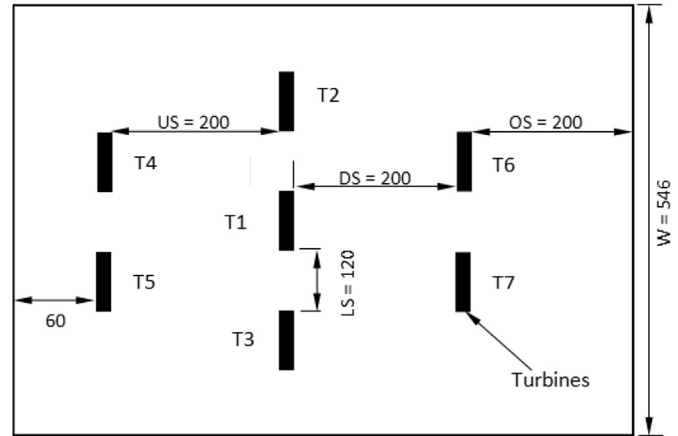 T2
US = 200
OS = 200
T4
T6
DS = 200
T1
W = 546
LS = 120
T5
T7
60
T3
Turbines